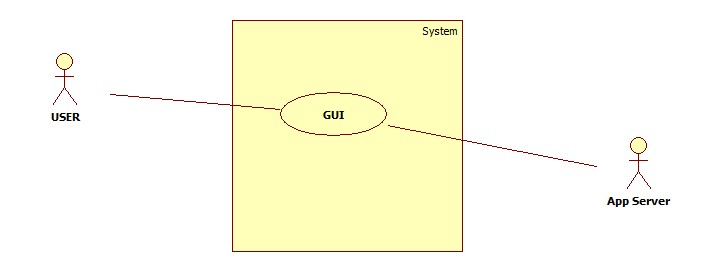 System
USER
GUI
App Server